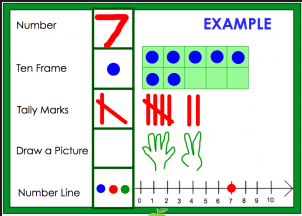 EXAMPLE
Number 7
Ten Frame
Tally Marks
Draw a Picture
Number Line
0 1 2 3 4 5 6 7 8 9 10